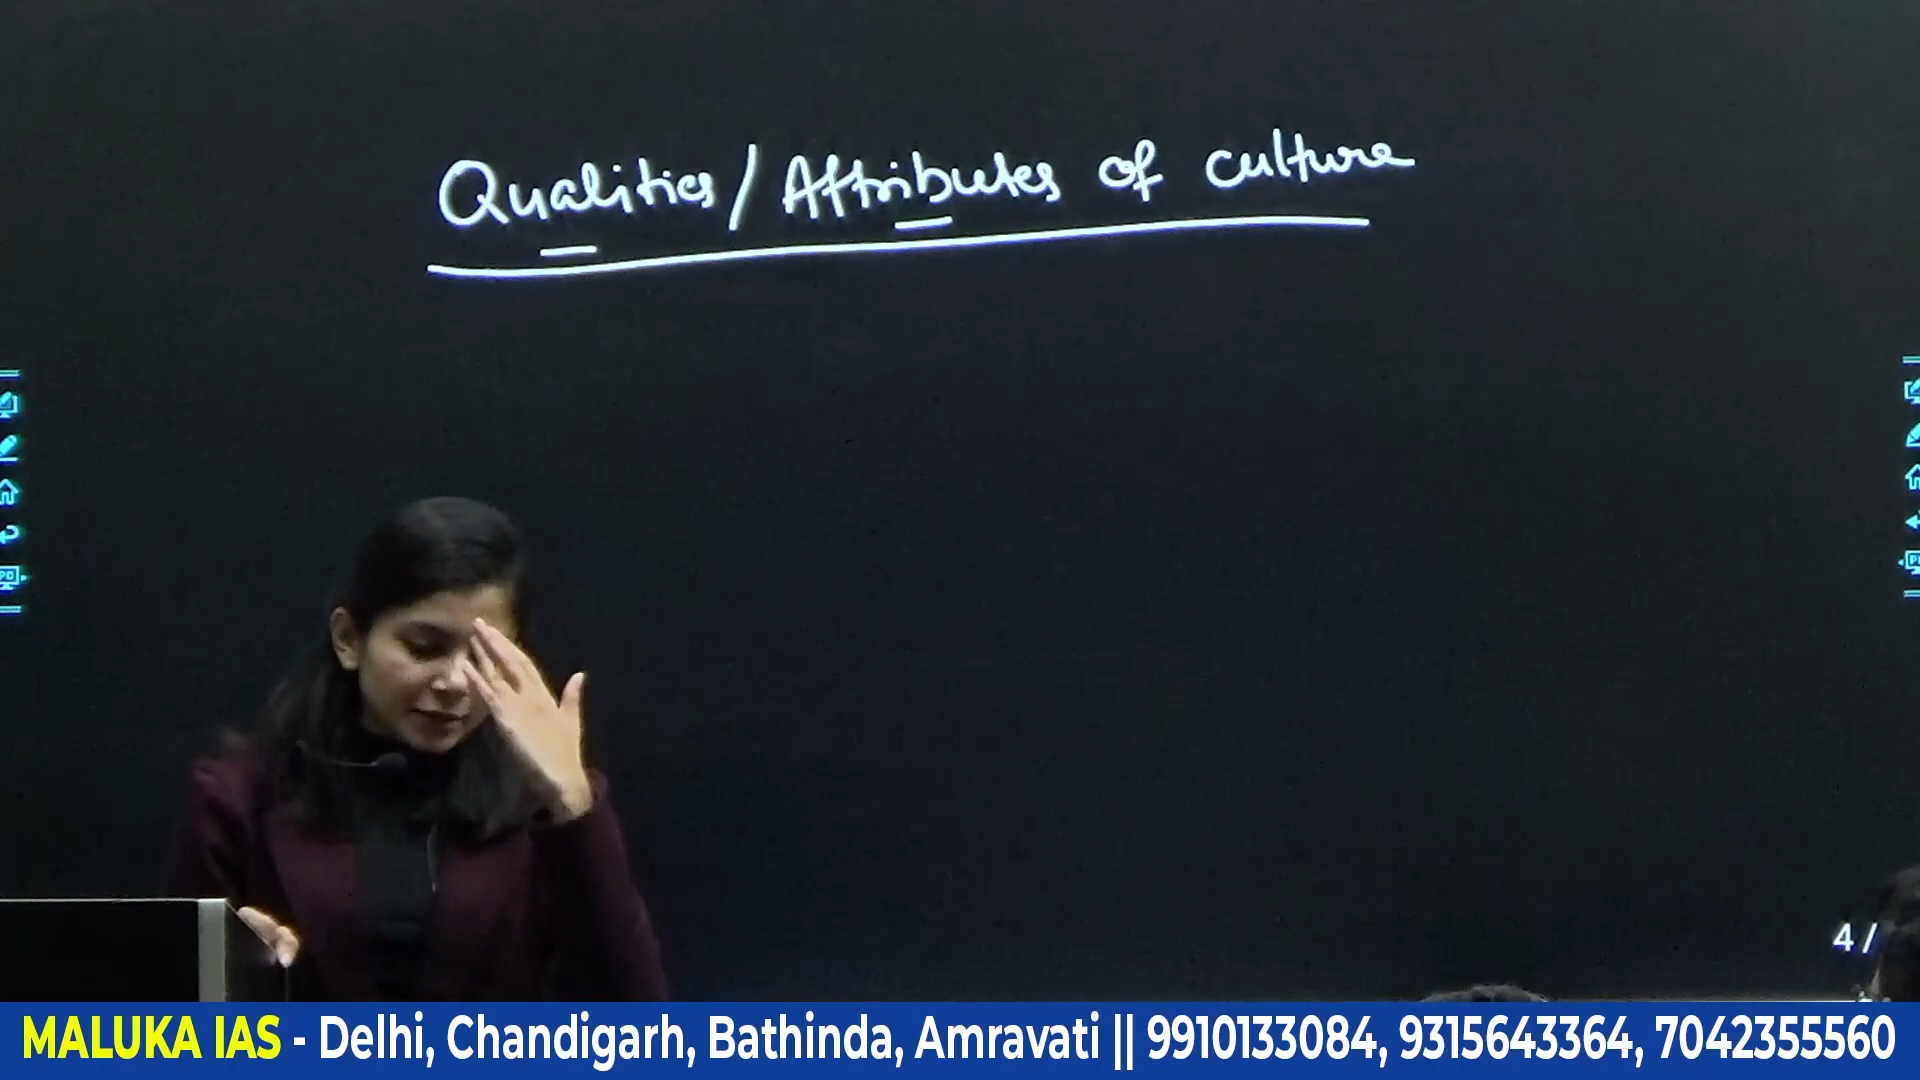 Qualities/Attributes of culture
4 /
MALUKA IAS - Delhi, Chandigarh, Bathinda, Amravati || 9910133084, 9315643364, 7042355560